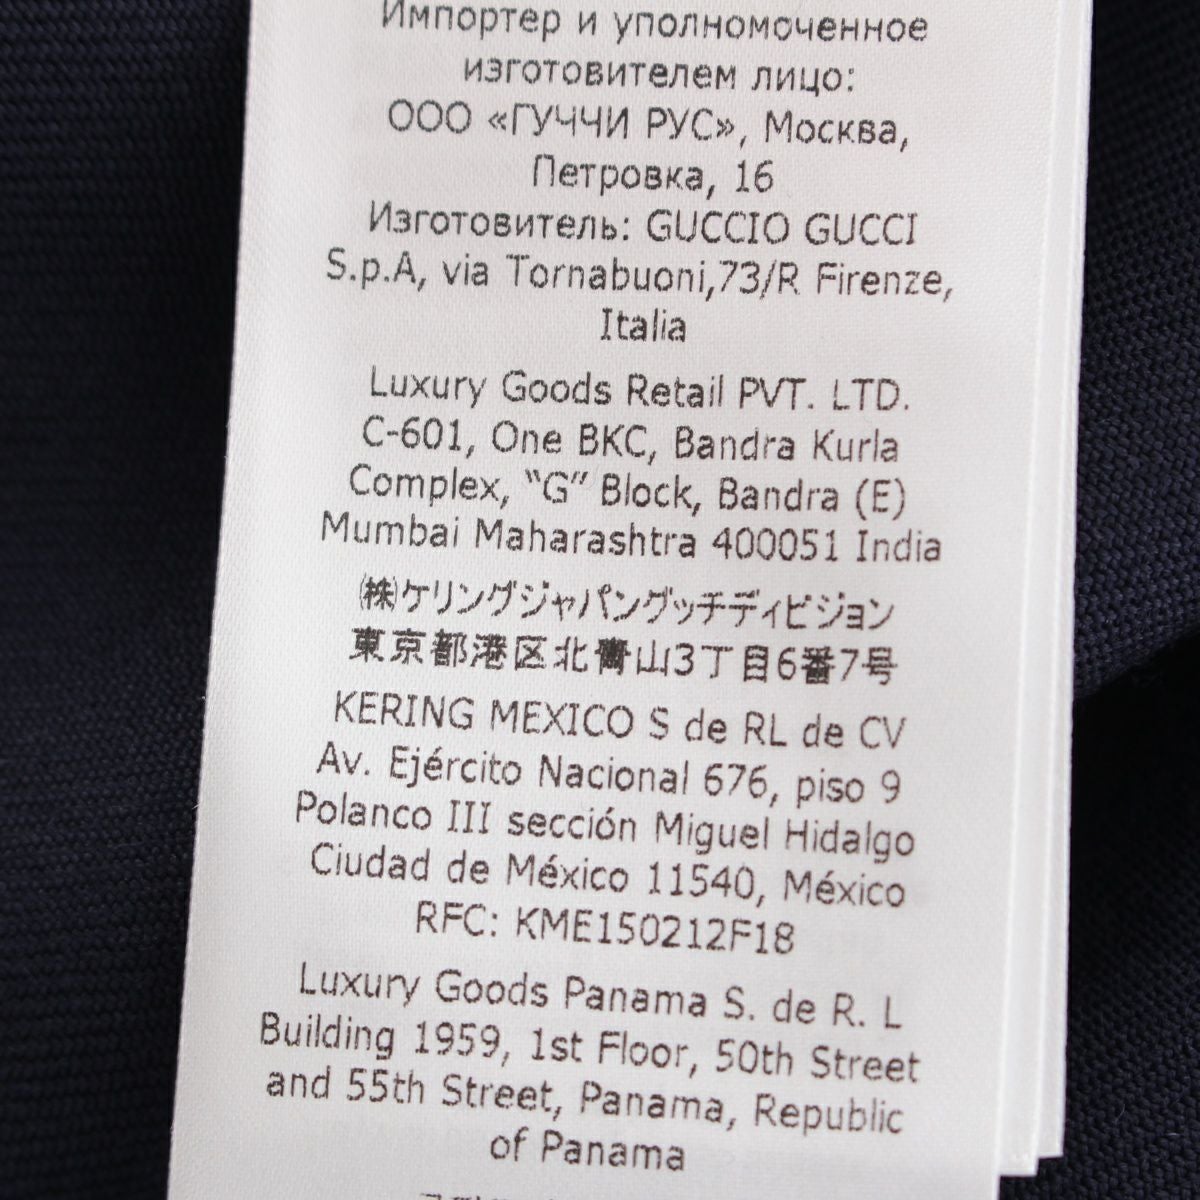 Импортер и уполномоченное
изготовителем лицо:
ООО «ГУЧЧИ РУС», Москва,
Петровка, 16
Изготовитель: GUCCIO GUCCI
S.p.A, via Tornabuoni,73/R Firenze,
Italia
Luxury Goods Retail PVT. LTD.
C-601, One BKC, Bandra Kurla
Complex, “G” Block, Bandra (E)
Mumbai Maharashtra 400051 India
㈱ケリングジャパングッチディビジョン
東京都港区北青山3丁目6番7号
KERING MEXICO S de RL de CV
Av. Ejército Nacional 676, piso 9
Polanco III sección Miguel Hidalgo
Ciudad de México 11540, México
RFC: KME150212F18
Luxury Goods Panama S. de R. L
Building 1959, 1st Floor, 50th Street
and 55th Street, Panama, Republic
of Panama